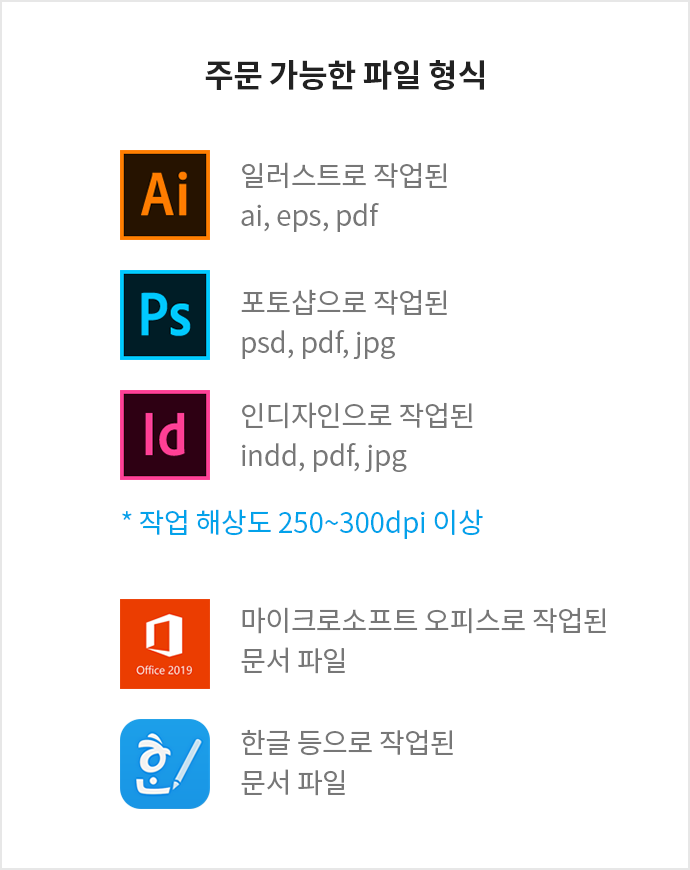 주문 가능한 파일 형식
Ai
일러스트로 작업된
ai, eps, pdf
Ps
포토샵으로 작업된
psd, pdf, jpg
Id
인디자인으로 작업된
indd, pdf, jpg
* 작업 해상도 250~300dpi 이상
Office 2019
마이크로소프트 오피스로 작업된
문서 파일
한
한글 등으로 작업된
문서 파일